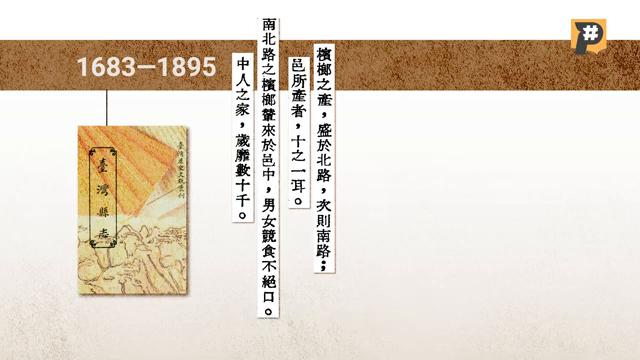 1683—1895
檳榔之產，盛於北路，次則南路；
邑所產者，十之一耳。
南北路之檳榔輦來於邑中，男女競食不絕口。
中人之家，歲靡數十千。
臺灣縣志